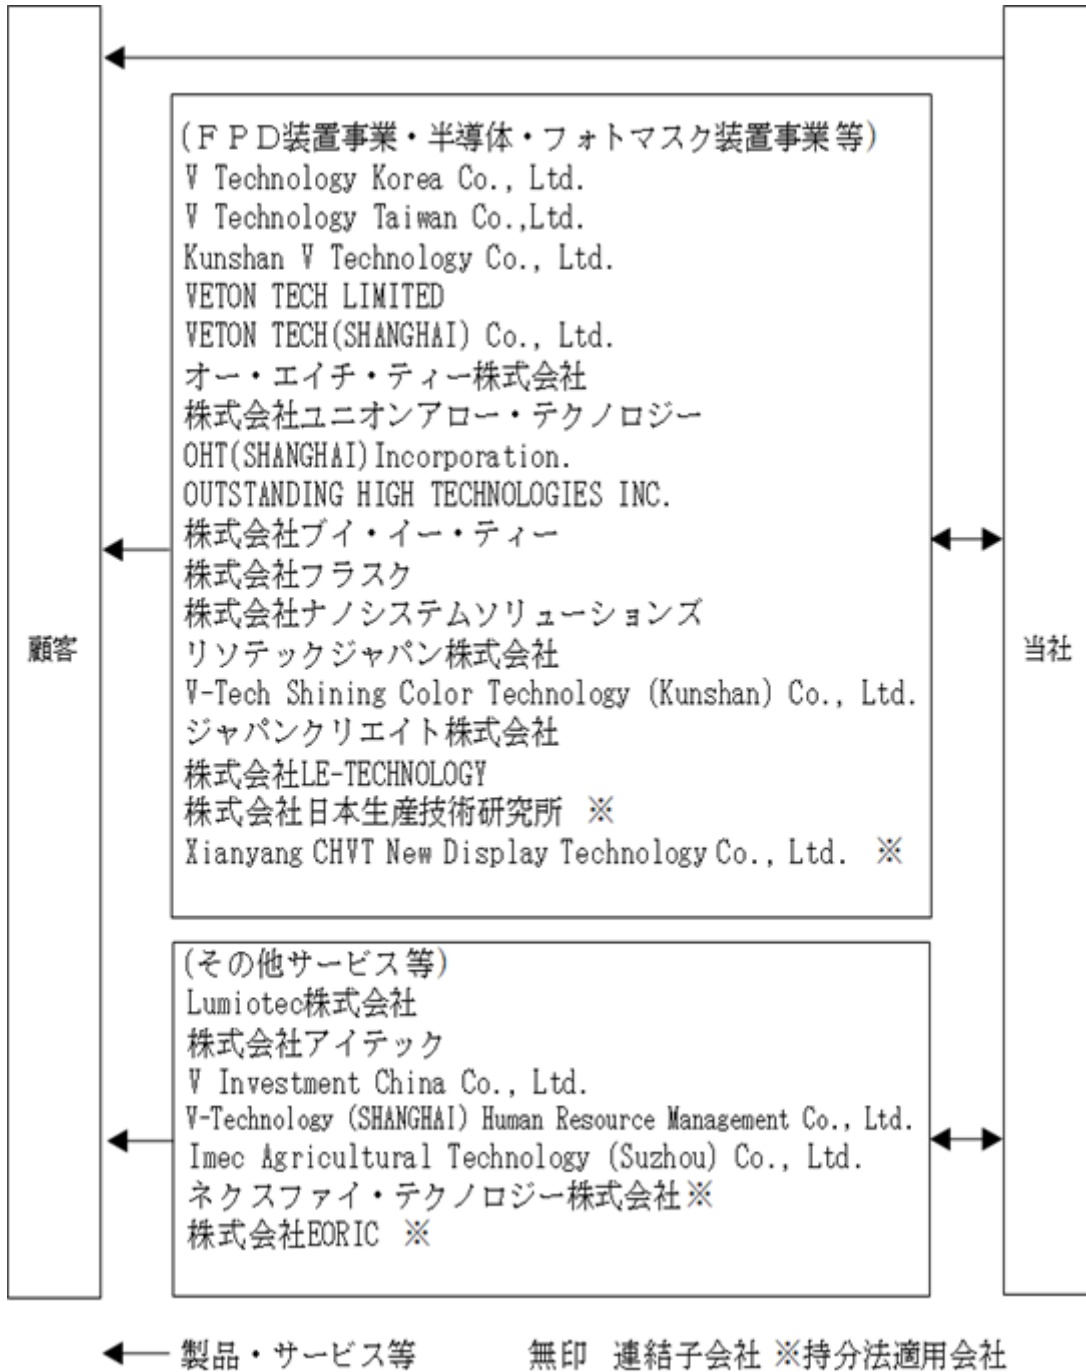 (ＦＰＤ装置事業・半導体・フォトマスク装置事業等)
V Technology Korea Co., Ltd.
V Technology Taiwan Co.,Ltd.
Kunshan V Technology Co., Ltd.
VETON TECH LIMITED
VETON TECH(SHANGHAI) Co., Ltd.
オー・エイチ・ティー株式会社
株式会社ユニオンアロー・テクノロジー
OHT(SHANGHAI)Incorporation.
OUTSTANDING HIGH TECHNOLOGIES INC.
株式会社ブイ・イー・ティー
株式会社フラスク
株式会社ナノシステムソリューションズ
リソテックジャパン株式会社
V-Tech Shining Color Technology (Kunshan) Co., Ltd.
ジャパンクリエイト株式会社
株式会社LE-TECHNOLOGY
株式会社日本生産技術研究所　※
Xianyang CHVT New Display Technology Co., Ltd.　※
顧客
当社
(その他サービス等)
Lumiotec株式会社
株式会社アイテック
V Investment China Co., Ltd.
V-Technology (SHANGHAI) Human Resource Management Co., Ltd.
Imec Agricultural Technology (Suzhou) Co., Ltd.
ネクスファイ・テクノロジー株式会社※
株式会社EORIC　※
製品・サービス等　　　無印　連結子会社 ※持分法適用会社